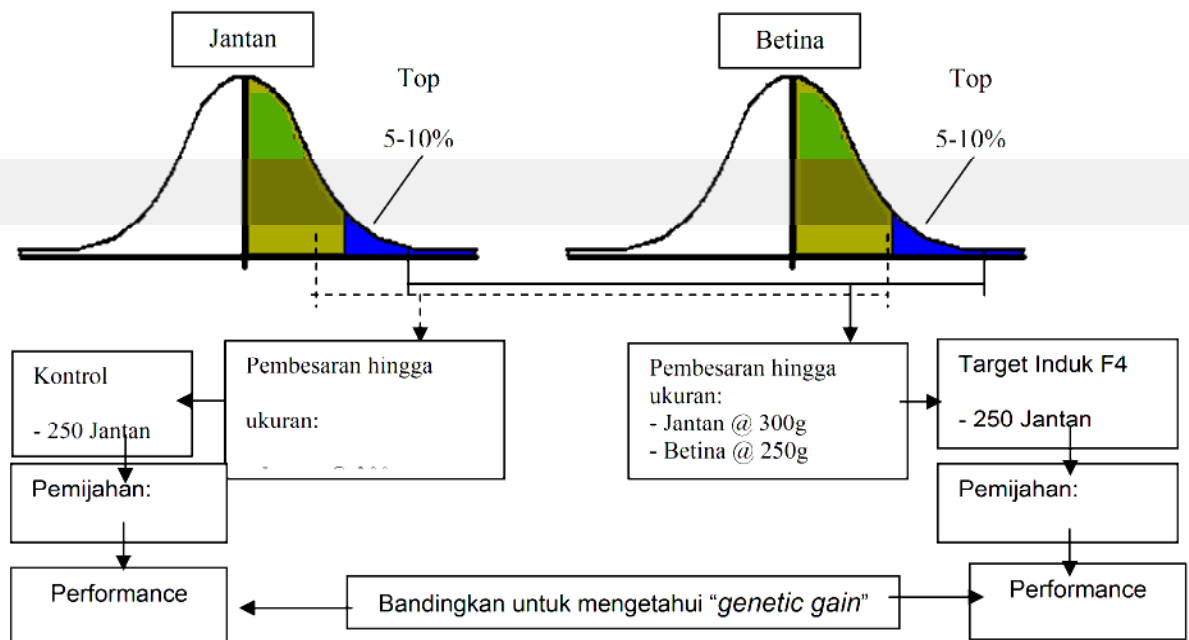 Jantan
Betina
Top
5-10%
Top
5-10%
Kontrol
- 250 Jantan
Pembesaran hingga
ukuran:
Pembesaran hingga
ukuran:
- Jantan @ 300g
- Betina @ 250g
Target Induk F4
- 250 Jantan
Pemijahan:
Pemijahan:
Performance
Bandingkan untuk mengetahui “genetic gain”
Performance